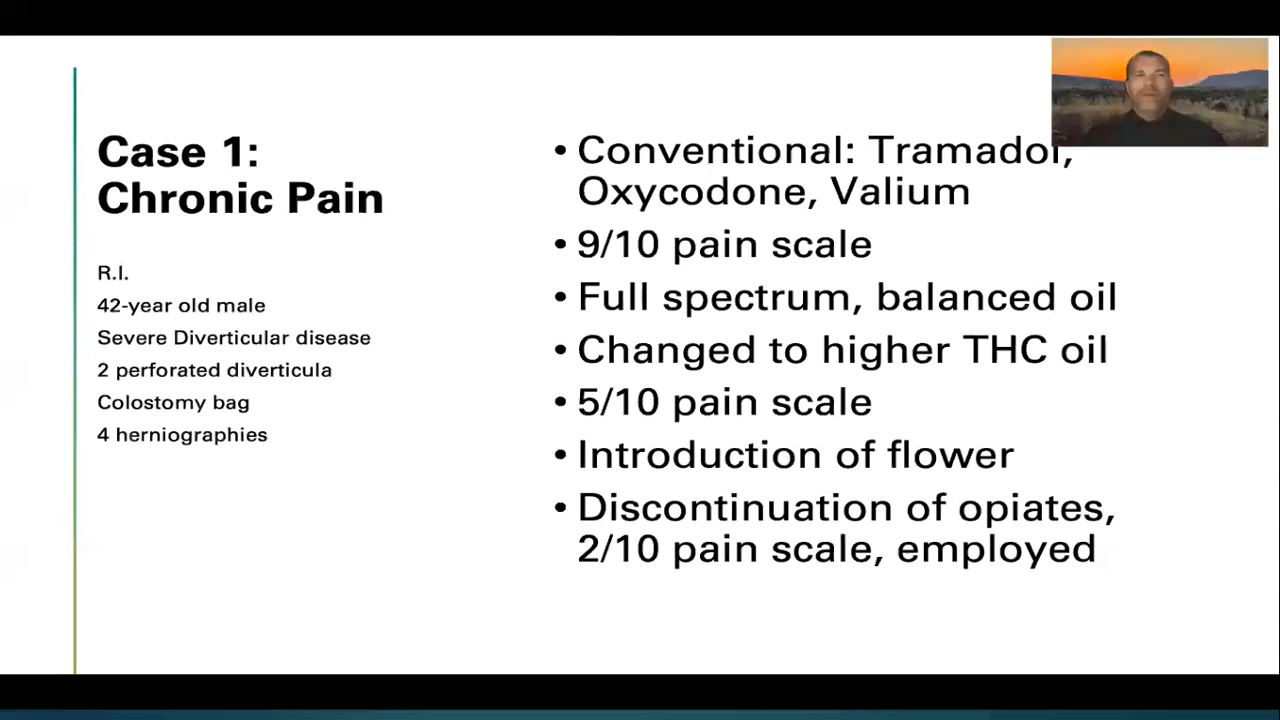 Case 1:
Chronic Pain
R.I.
42-year old male
Severe Diverticular disease
2 perforated diverticula
Colostomy bag
4 herniographies
• Conventional: Tramadol,
Oxycodone, Valium
• 9/10 pain scale
• Full spectrum, balanced oil
• Changed to higher THC oil
• 5/10 pain scale
• Introduction of flower
• Discontinuation of opiates,
2/10 pain scale, employed